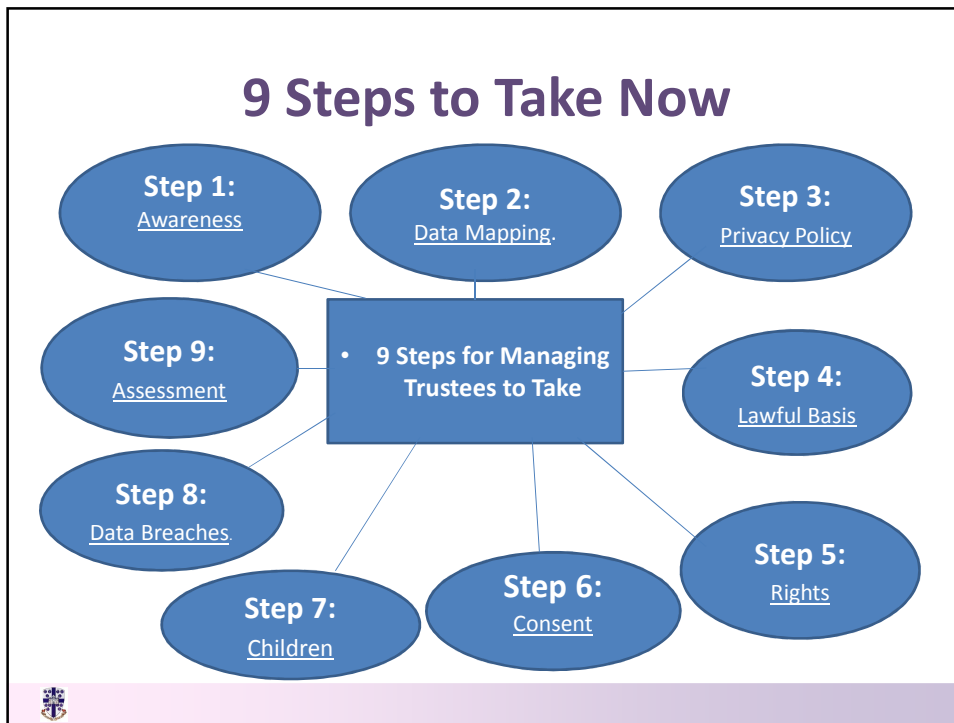 9 Steps to Take Now
Step 1:
Awareness
Step 2:
Data Mapping.
Step 3:
Privacy Policy
Step 4:
Lawful Basis
Step 5:
Rights
Step 6:
Consent
Step 7:
Children
Step 8:
Data Breaches.
Step 9:
Assessment
• 9 Steps for Managing
Trustees to Take